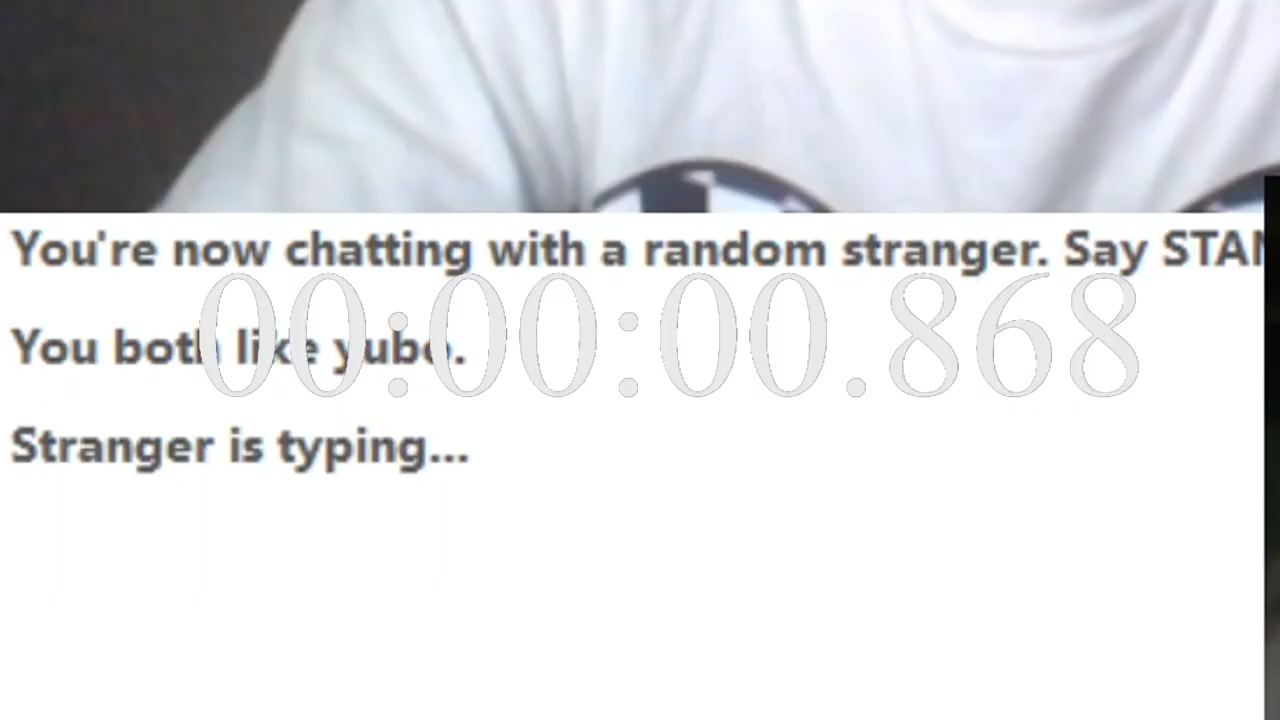 You're now chatting with a random stranger. Say STAN
You both like yubo.
00:00:00.868
Stranger is typing...